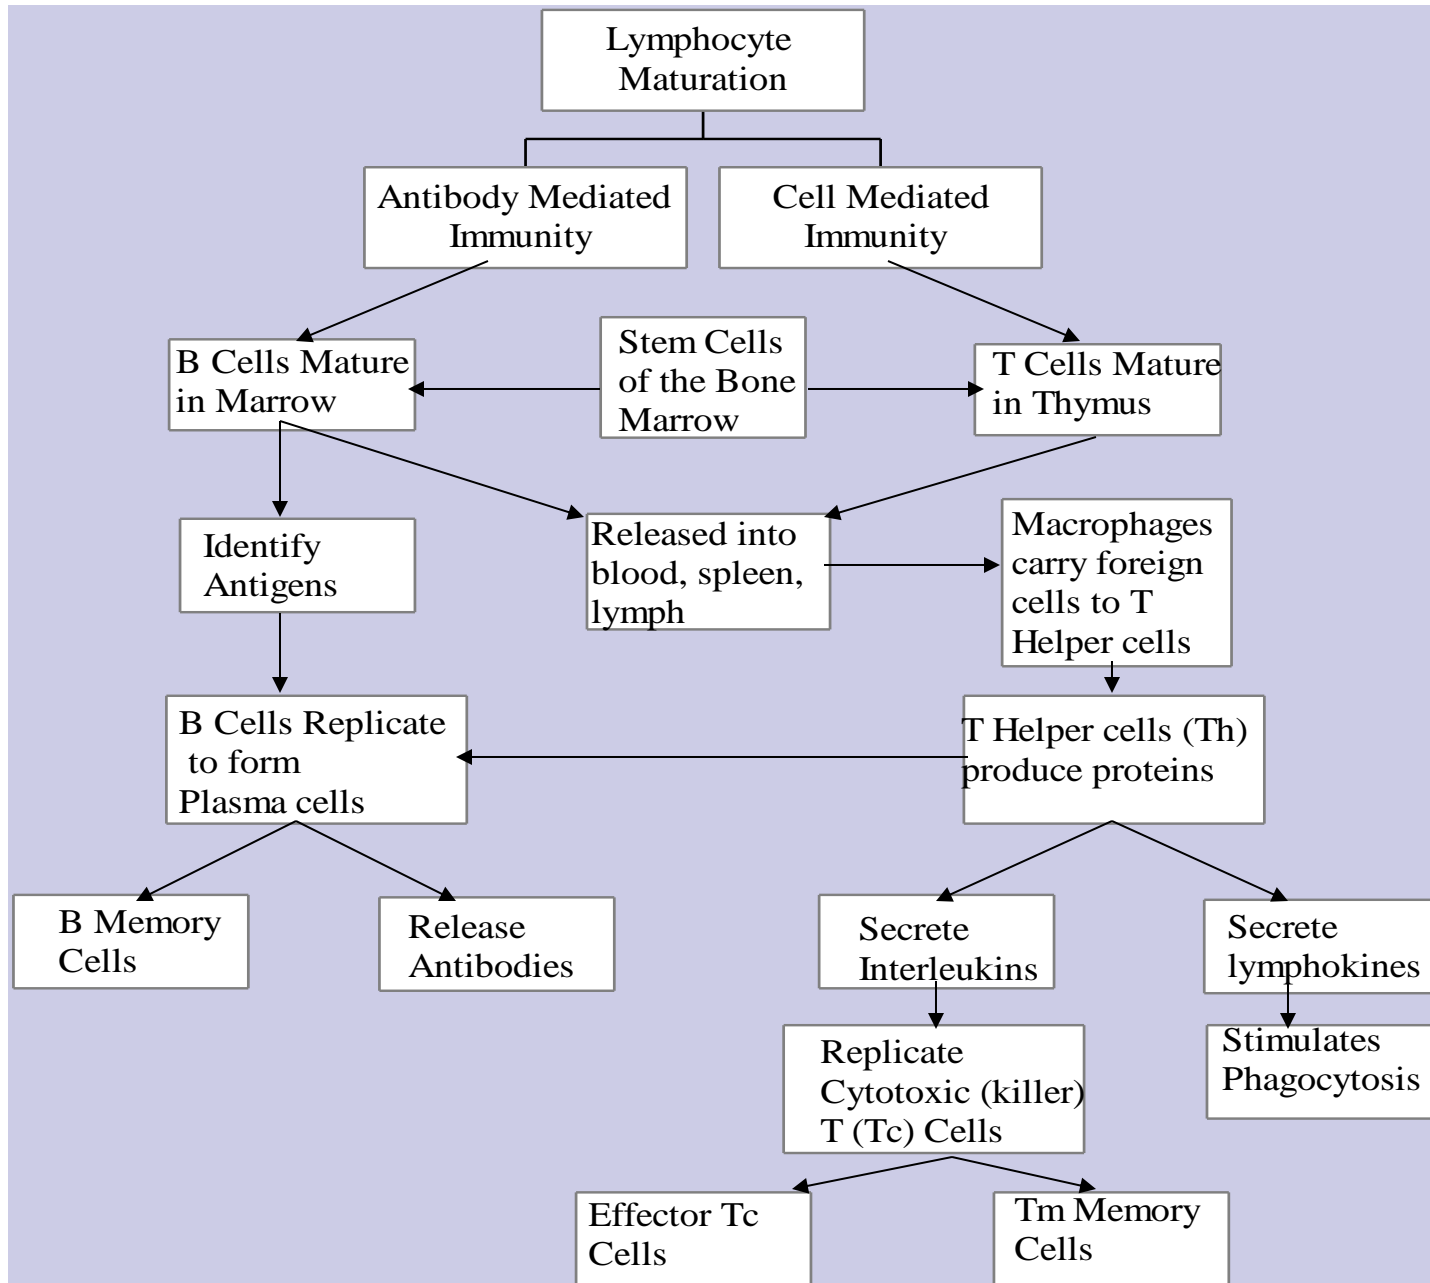 Lymphocyte
Maturation
Antibody Mediated
Immunity
Cell Mediated
Immunity
B Cells Mature
in Marrow
Stem Cells
of the Bone
Marrow
T Cells Mature
in Thymus
Identify
Antigens
Released into
blood, spleen,
lymph
Macrophages
carry foreign
cells to T
Helper cells
B Cells Replicate
to form
Plasma cells
T Helper cells (Th)
produce proteins
B Memory
Cells
Release
Antibodies
Secrete
Interleukins
Secrete
lymphokines
Replicate
Cytotoxic (killer)
T (Tc) Cells
Stimulates
Phagocytosis
Effector Tc
Cells
Tm Memory
Cells